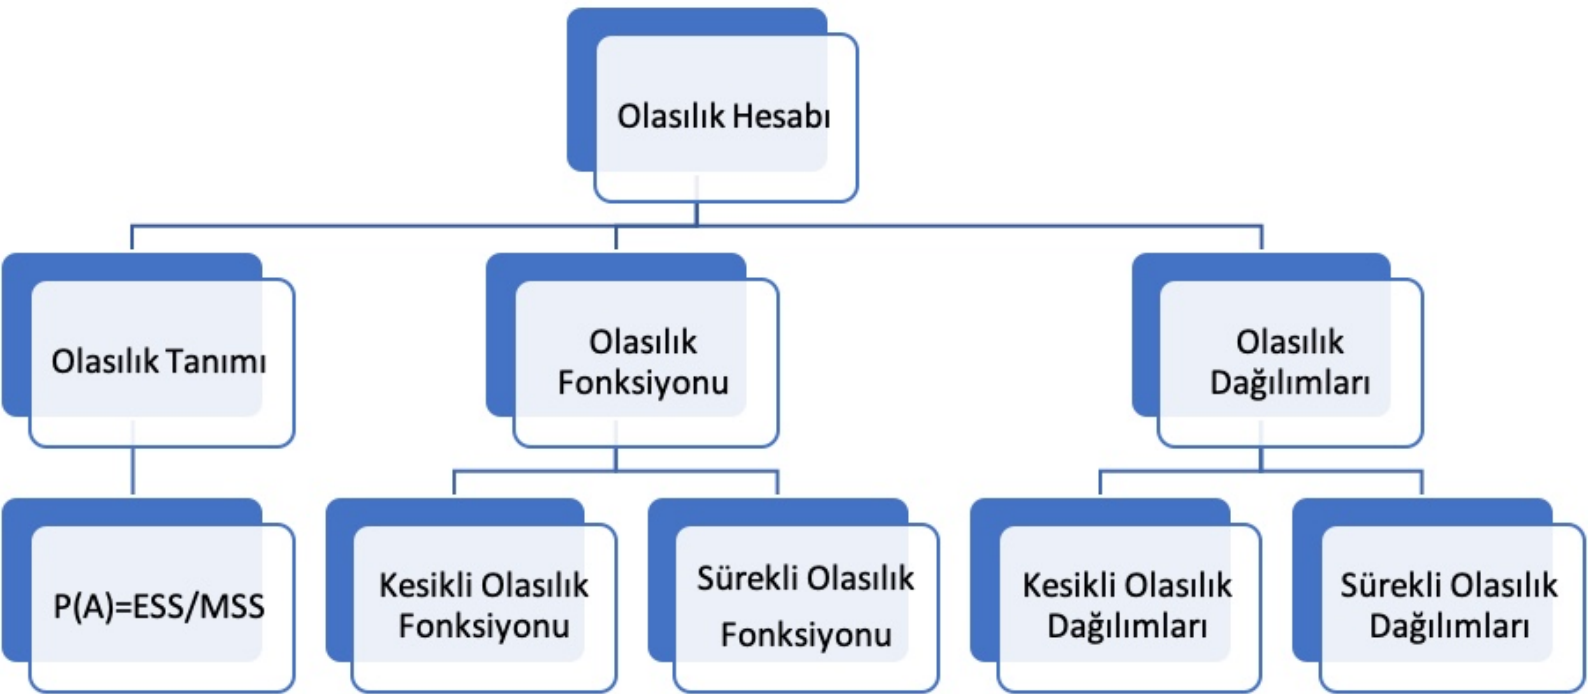 Olasılık Hesabı
Olasılık Tanımı
Olasılık
Fonksiyonu
Olasılık
Dağılımları
P(A)=ESS/MSS
Kesikli Olasılık
Fonksiyonu
Sürekli Olasılık
Fonksiyonu
Kesikli Olasılık
Dağılımları
Sürekli Olasılık
Dağılımları